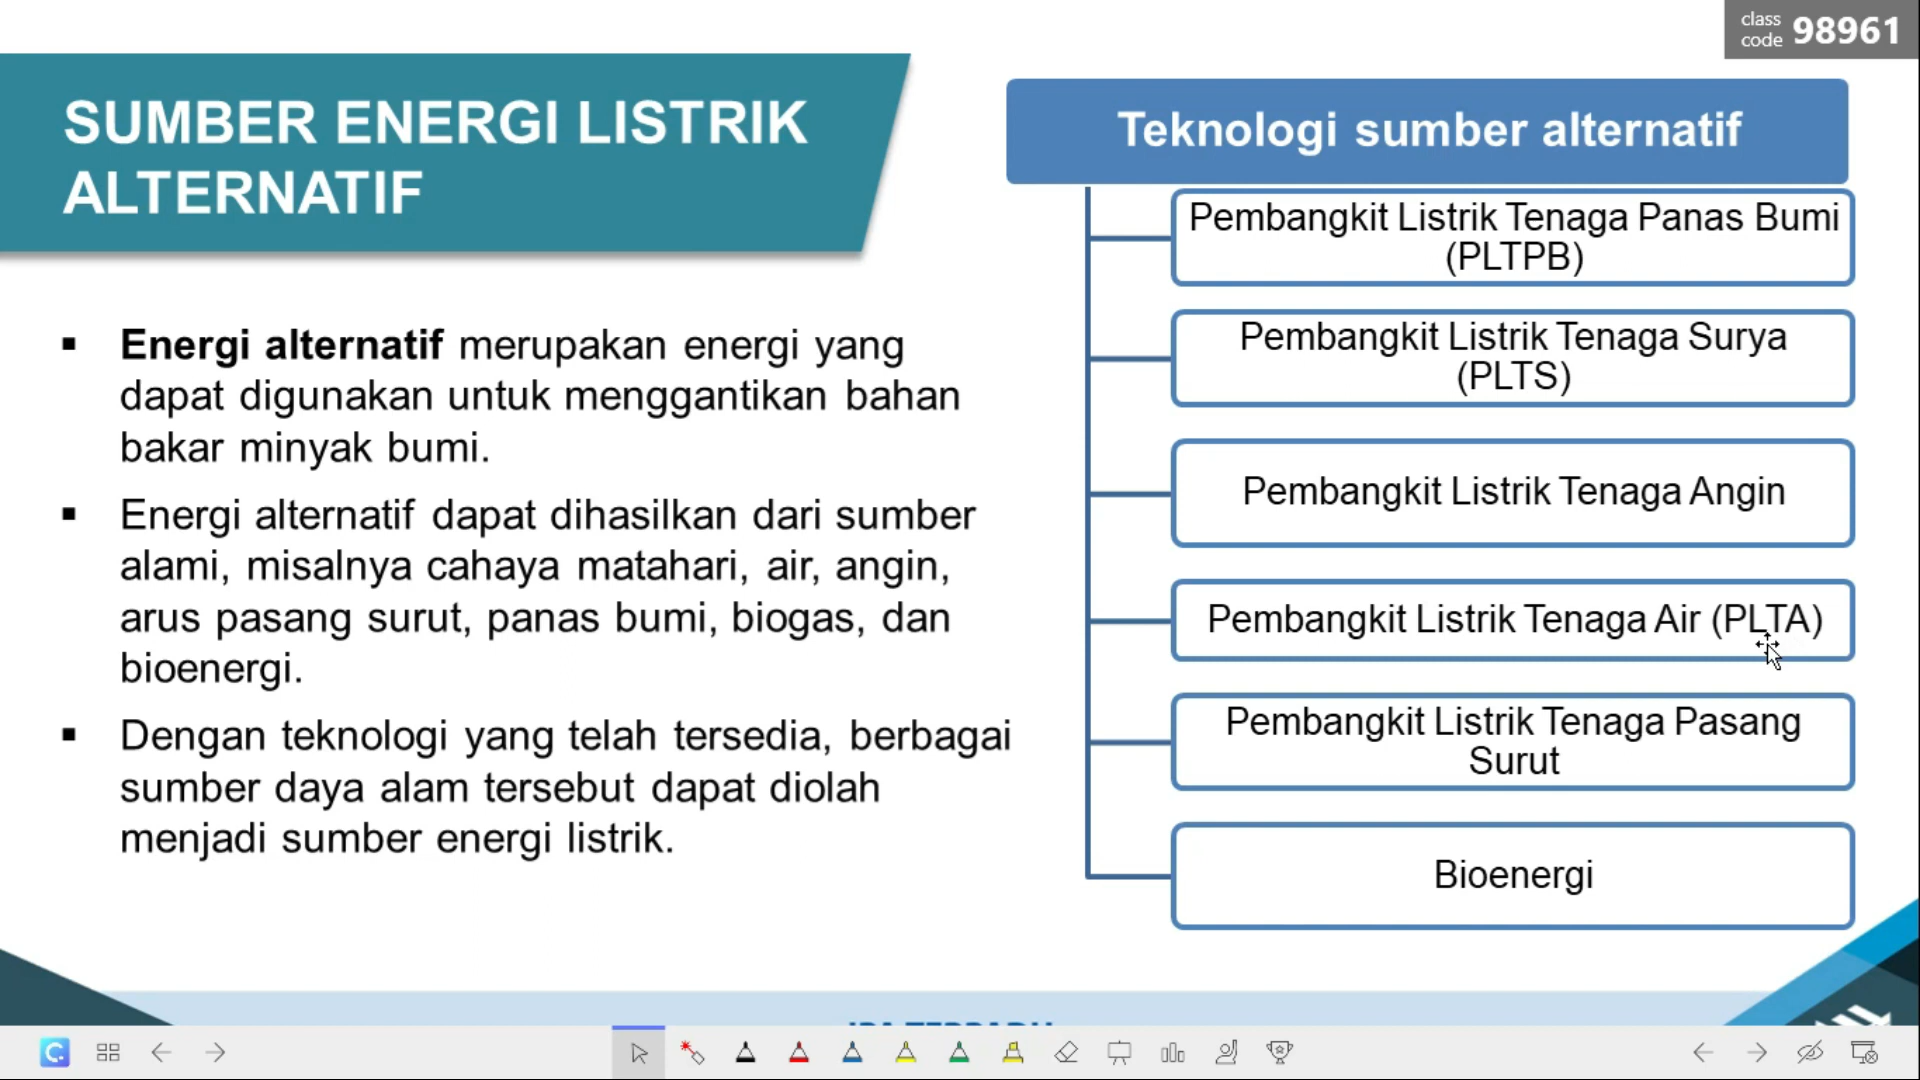 class
code 98961
SUMBER ENERGI LISTRIK
ALTERNATIF
▪ Energi alternatif merupakan energi yang
dapat digunakan untuk menggantikan bahan
bakar minyak bumi.
▪ Energi alternatif dapat dihasilkan dari sumber
alami, misalnya cahaya matahari, air, angin,
arus pasang surut, panas bumi, biogas, dan
bioenergi.
▪ Dengan teknologi yang telah tersedia, berbagai
sumber daya alam tersebut dapat diolah
menjadi sumber energi listrik.
Teknologi sumber alternatif
Pembangkit Listrik Tenaga Panas Bumi
(PLTPB)
Pembangkit Listrik Tenaga Surya
(PLTS)
Pembangkit Listrik Tenaga Angin
Pembangkit Listrik Tenaga Air (PLTA)
Pembangkit Listrik Tenaga Pasang
Surut
Bioenergi